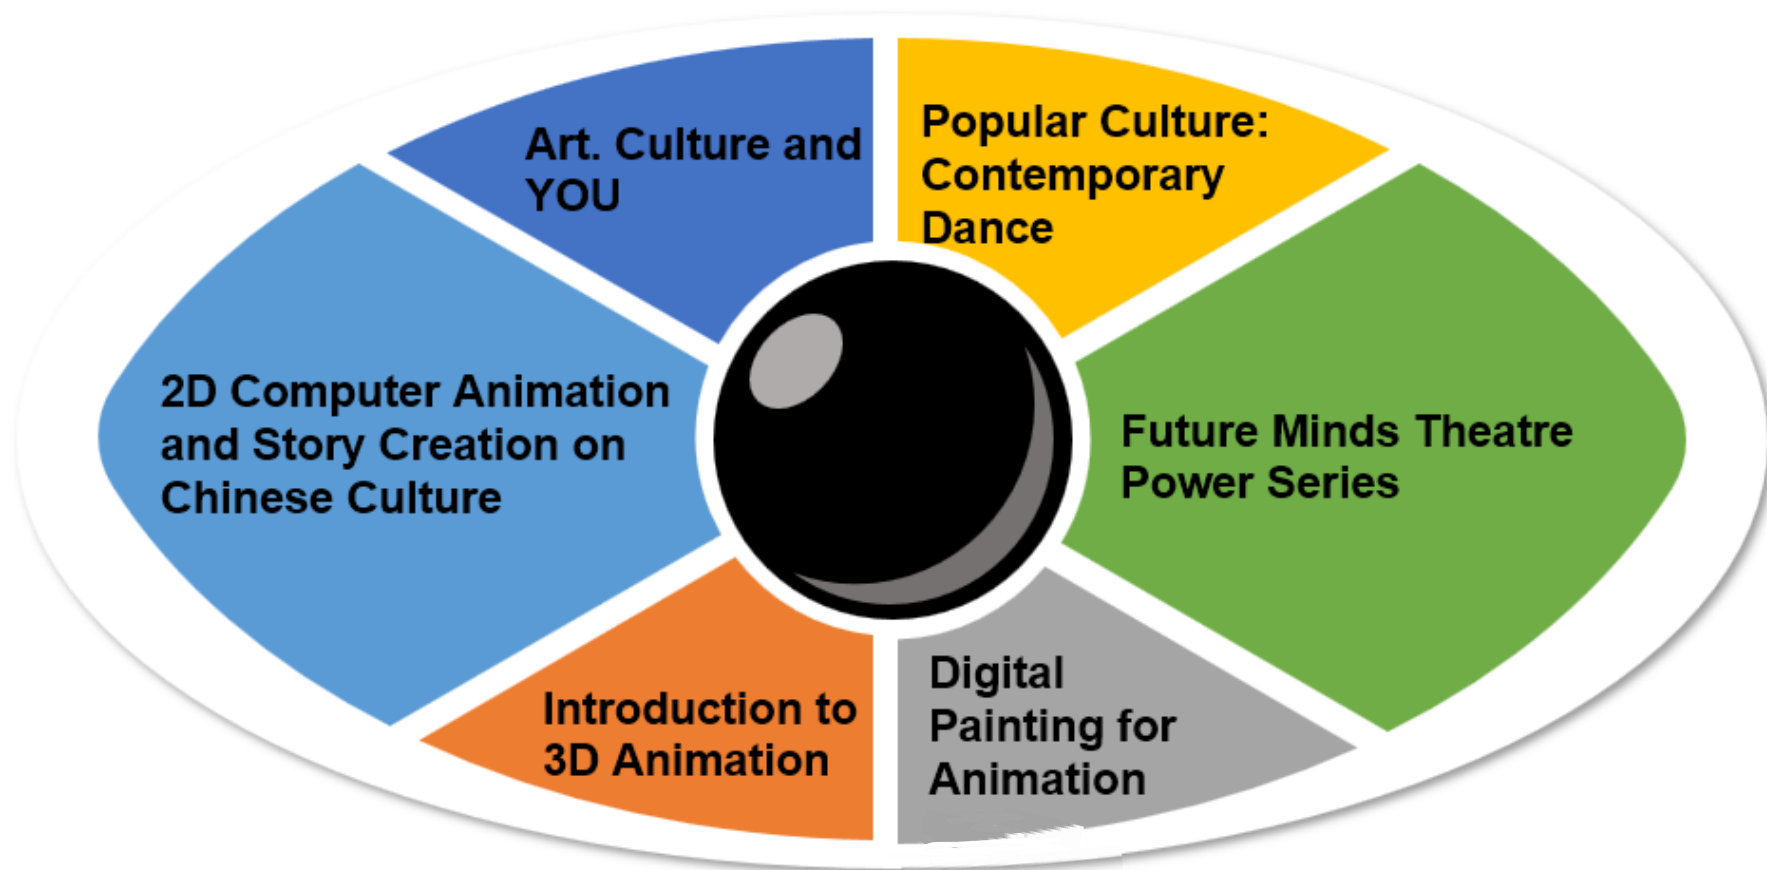 Art. Culture and
YOU
Popular Culture:
Contemporary
Dance
2D Computer Animation
and Story Creation on
Chinese Culture
Future Minds Theatre
Power Series
Introduction to
3D Animation
Digital
Painting for
Animation